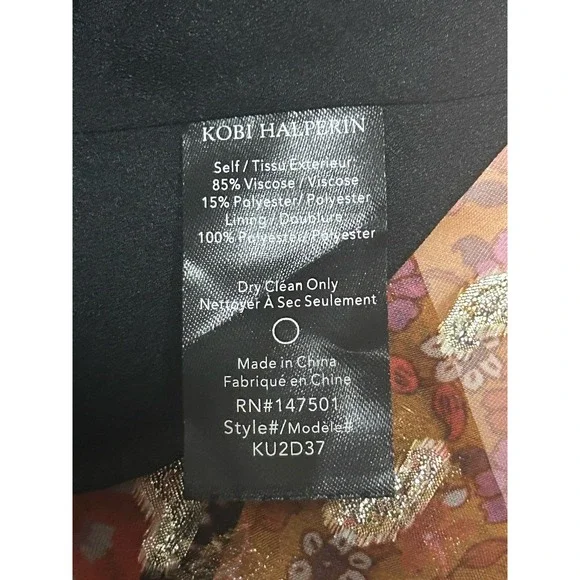 KOBI HALPERIN
Self / Tissu Exterieur:
85% Viscose / Viscose
15% Polyester/ Polyester
Lining / Doublure
100% Polyester/ Polyester
Dry Clean Only
Nettoyer À Sec Seulement
Made in China
Fabriqué en Chine
RN#147501
Style#/Modèle#
KU2D37